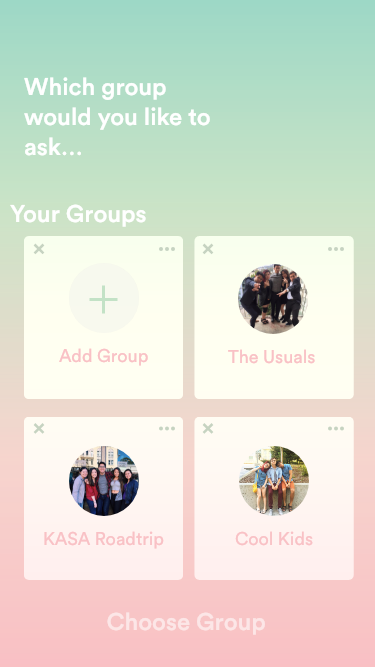 Which group
would you like to
ask...
Your Groups
Add Group
The Usuals
KASA Roadtrip
Cool Kids
Choose Group